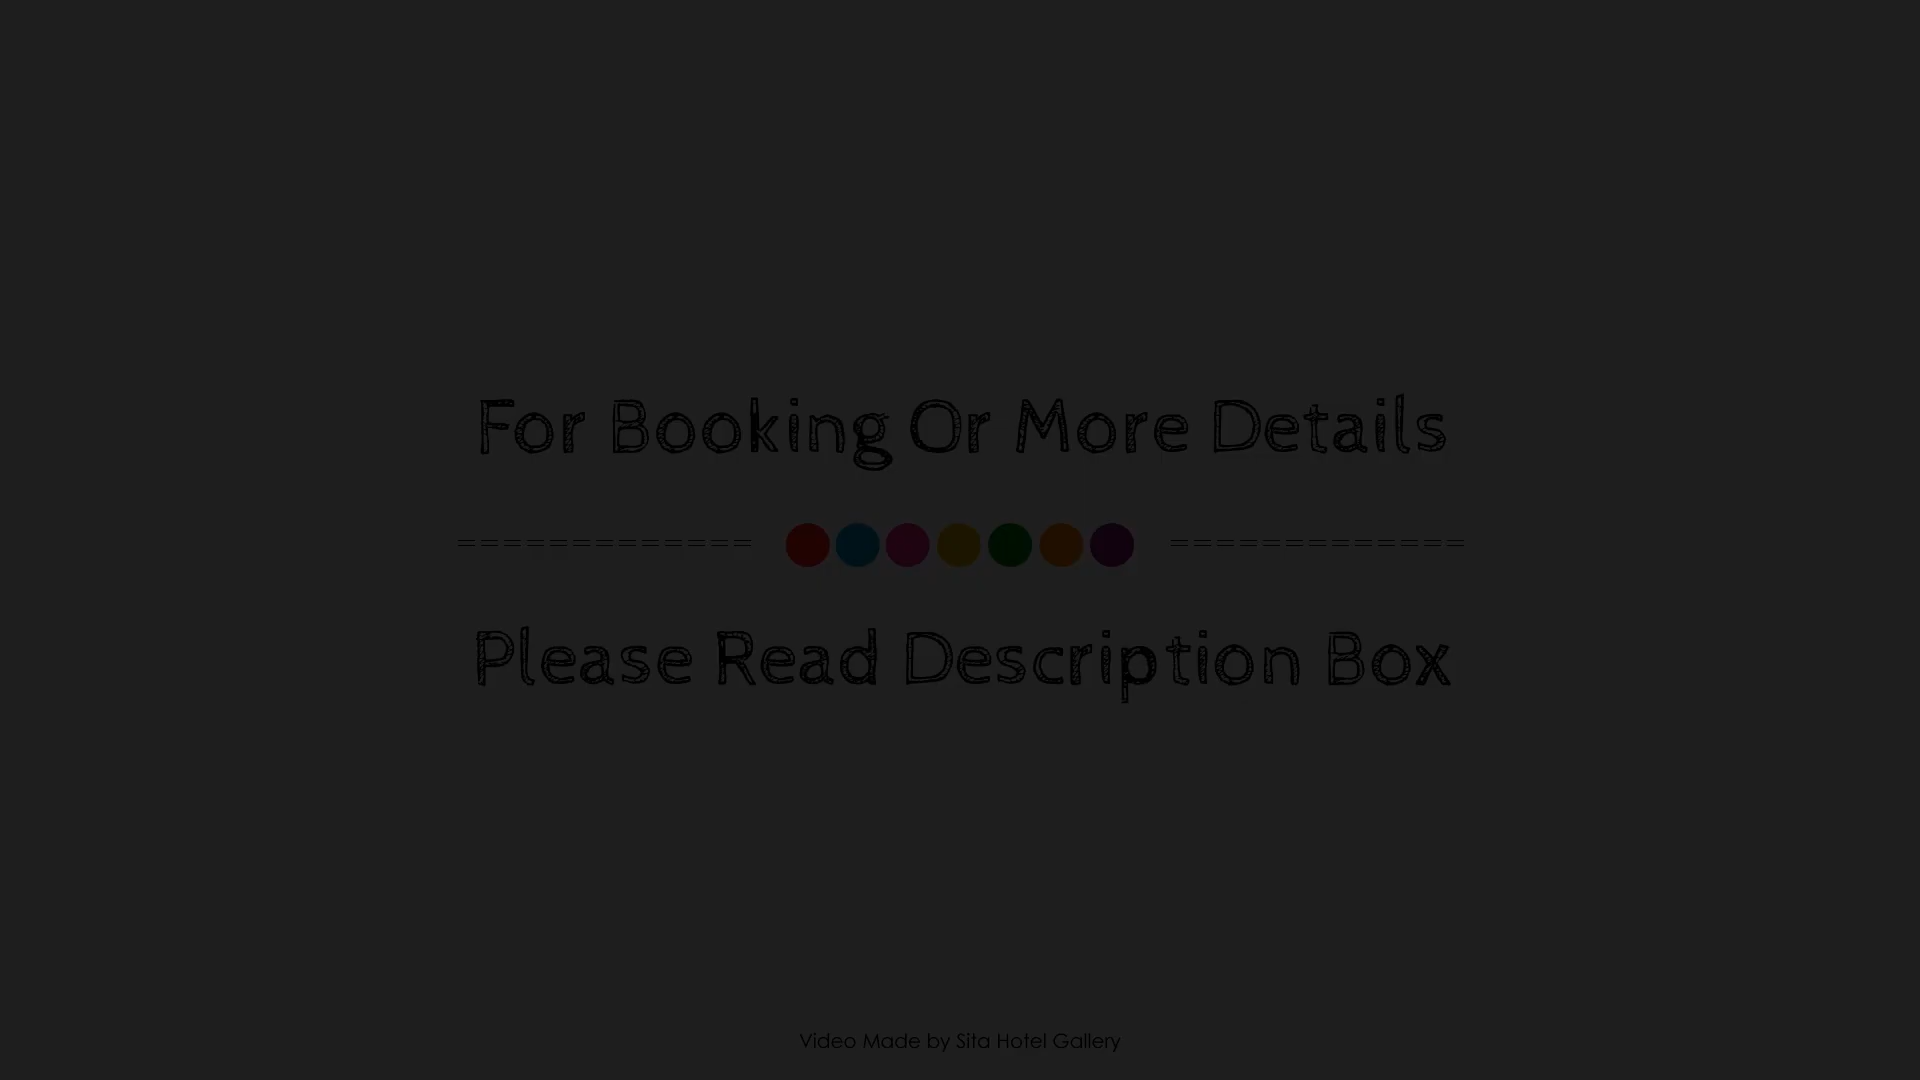 For Booking Or More Details
============= =============
Please Read Description Box
Video Made by Sita Hotel Gallery